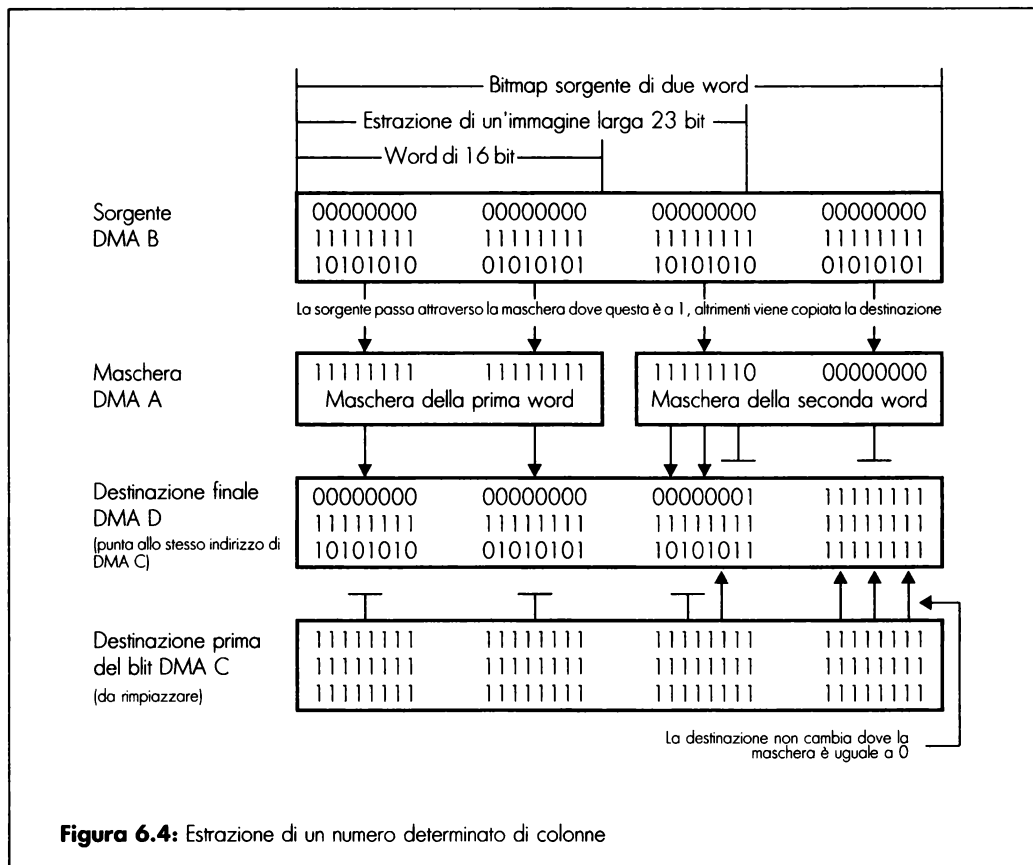 Bitmap sorgente di due word
Estrazione di un'immagine larga 23 bit
Word di 16 bit
Sorgente
DMA B
00000000 00000000 00000000 00000000
11111111 11111111 11111111 11111111
10101010 01010101 10101010 01010101
La sorgente passa attraverso la maschera dove questa è a 1, altrimenti viene copiata la destinazione
Maschera
DMA A
11111111 11111111 11111110 00000000
Maschera della prima word Maschera della seconda word
Destinazione finale
DMA D
(punta allo stesso indirizzo di
DMA C)
00000000 00000000 00000001 11111111
11111111 11111111 11111111 11111111
10101010 01010101 10101011 11111111
Destinazione prima
del blit DMA C
(da rimpiazzare)
11111111 11111111 11111111 11111111
11111111 11111111 11111111 11111111
11111111 11111111 11111111 11111111
La destinazione non cambia dove la
maschera è uguale a 0
Figura 6.4: Estrazione di un numero determinato di colonne